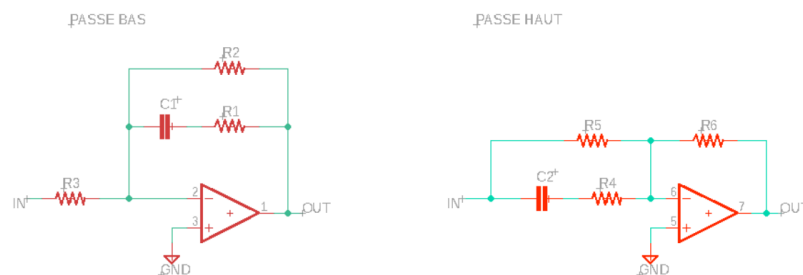 PASSE BAS
R2
C1
R1
R3
IN
2
3
1
OUT
GND
PASSE HAUT
R5
R6
C2
R4
IN
6
5
7
OUT
GND